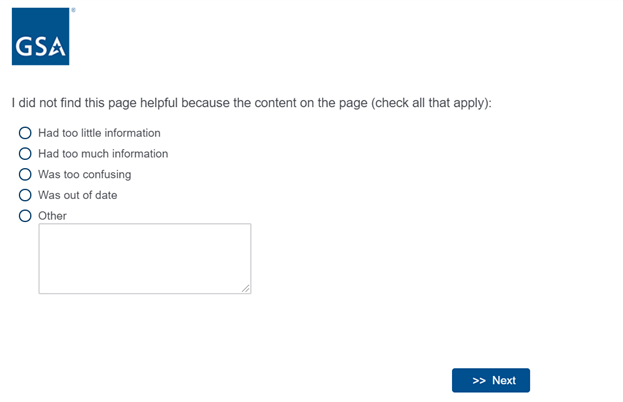 GSA
®
I did not find this page helpful because the content on the page (check all that apply):
Had too little information
Had too much information
Was too confusing
Was out of date
Other
>> Next